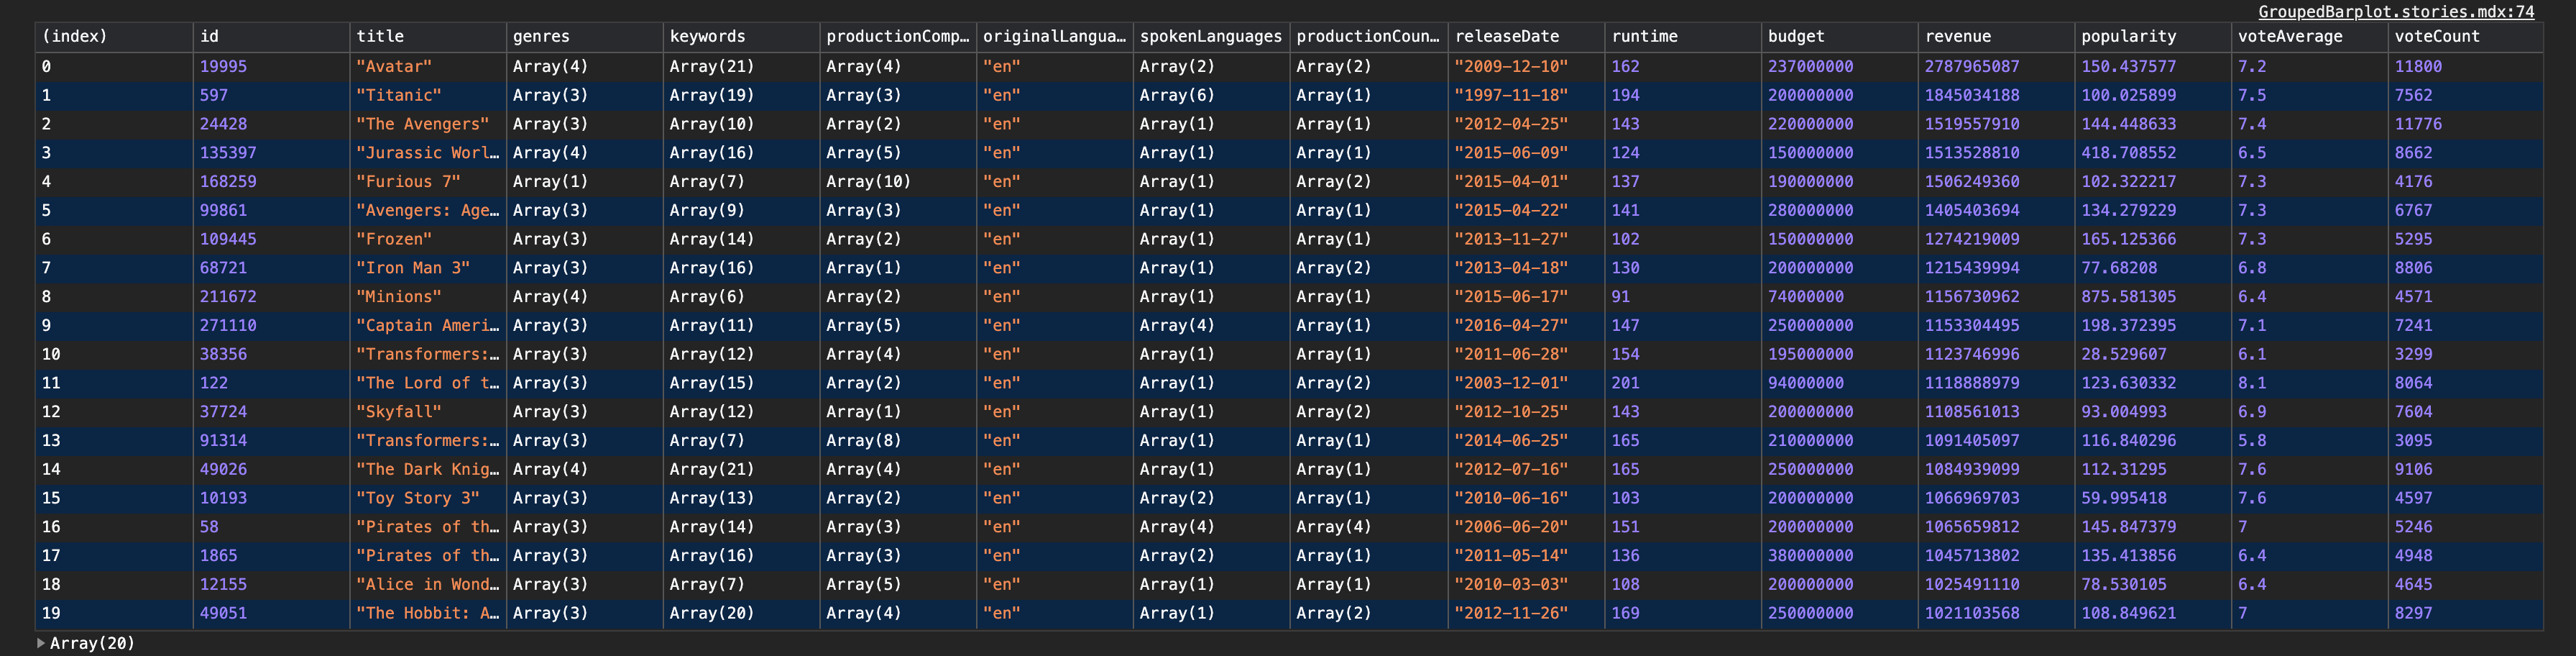 GroupedBarplot.stories.mdx:74
(index) id title genres keywords productionComp… originalLangua… spokenLanguages productionCoun… releaseDate runtime budget revenue popularity voteAverage voteCount
0 19995 "Avatar" Array(4) Array(21) Array(4) "en" Array(2) Array(2) "2009-12-10" 162 237000000 2787965087 150.437577 7.2 11800
1 597 "Titanic" Array(3) Array(19) Array(3) "en" Array(6) Array(1) "1997-11-18" 194 200000000 1845034188 100.025899 7.5 7562
2 24428 "The Avengers" Array(3) Array(10) Array(2) "en" Array(1) Array(1) "2012-04-25" 143 220000000 1519557910 144.448633 7.4 11776
3 135397 "Jurassic Worl… Array(4) Array(16) Array(5) "en" Array(1) Array(1) "2015-06-09" 124 150000000 1513528810 418.708552 6.5 8662
4 168259 "Furious 7" Array(1) Array(7) Array(10) "en" Array(1) Array(2) "2015-04-01" 137 190000000 1506249360 102.322217 7.3 4176
5 99861 "Avengers: Age… Array(3) Array(9) Array(3) "en" Array(1) Array(1) "2015-04-22" 141 280000000 1405403694 134.279229 7.3 6767
6 109445 "Frozen" Array(3) Array(14) Array(2) "en" Array(1) Array(1) "2013-11-27" 102 150000000 1274219009 165.125366 7.3 5295
7 68721 "Iron Man 3" Array(3) Array(16) Array(1) "en" Array(1) Array(2) "2013-04-18" 130 200000000 1215439994 77.68208 6.8 8806
8 211672 "Minions" Array(4) Array(6) Array(2) "en" Array(1) Array(1) "2015-06-17" 91 74000000 1156730962 875.581305 6.4 4571
9 271110 "Captain Ameri… Array(3) Array(11) Array(5) "en" Array(4) Array(1) "2016-04-27" 147 250000000 1153304495 198.372395 7.1 7241
10 38356 "Transformers:… Array(3) Array(12) Array(4) "en" Array(1) Array(1) "2011-06-28" 154 195000000 1123746996 28.529607 6.1 3299
11 122 "The Lord of t… Array(3) Array(15) Array(2) "en" Array(1) Array(2) "2003-12-01" 201 94000000 1118888979 123.630332 8.1 8064
12 37724 "Skyfall" Array(3) Array(12) Array(1) "en" Array(1) Array(2) "2012-10-25" 143 200000000 1108561013 93.004993 6.9 7604
13 91314 "Transformers:… Array(3) Array(7) Array(8) "en" Array(1) Array(1) "2014-06-25" 165 210000000 1091405097 116.840296 5.8 3095
14 49026 "The Dark Knig… Array(4) Array(21) Array(4) "en" Array(1) Array(1) "2012-07-16" 165 250000000 1084939099 112.31295 7.6 9106
15 10193 "Toy Story 3" Array(3) Array(13) Array(2) "en" Array(2) Array(1) "2010-06-16" 103 200000000 1066969703 59.995418 7.6 4597
16 58 "Pirates of th… Array(3) Array(14) Array(3) "en" Array(4) Array(4) "2006-06-20" 151 200000000 1065659812 145.847379 7 5246
17 1865 "Pirates of th… Array(3) Array(16) Array(3) "en" Array(2) Array(1) "2011-05-14" 136 380000000 1045713802 135.413856 6.4 4948
18 12155 "Alice in Wond… Array(3) Array(7) Array(5) "en" Array(1) Array(1) "2010-03-03" 108 200000000 1025491110 78.530105 6.4 4645
19 49051 "The Hobbit: A… Array(3) Array(20) Array(4) "en" Array(1) Array(2) "2012-11-26" 169 250000000 1021103568 108.849621 7 8297
Array(20)